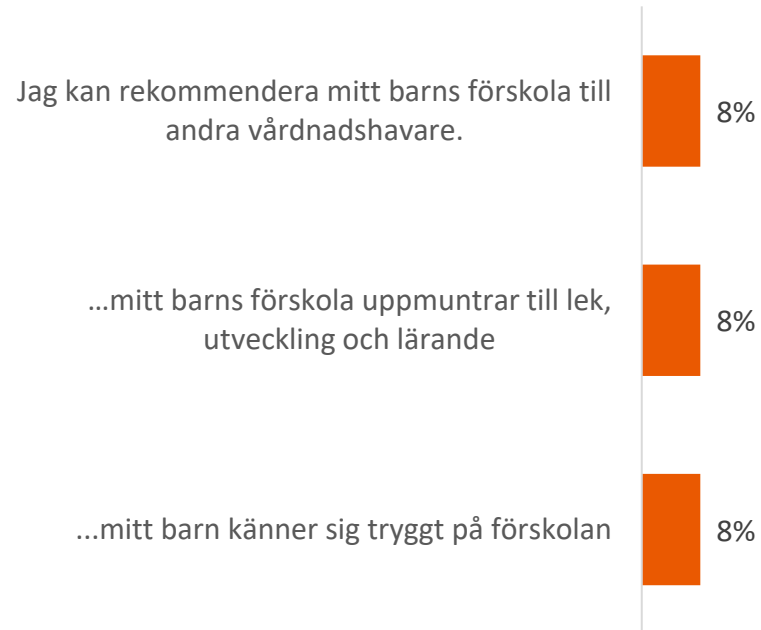 Jag kan rekommendera mitt barns förskola till
andra vårdnadshavare.
8%
…mitt barns förskola uppmuntrar till lek,
utveckling och lärande
8%
...mitt barn känner sig tryggt på förskolan
8%